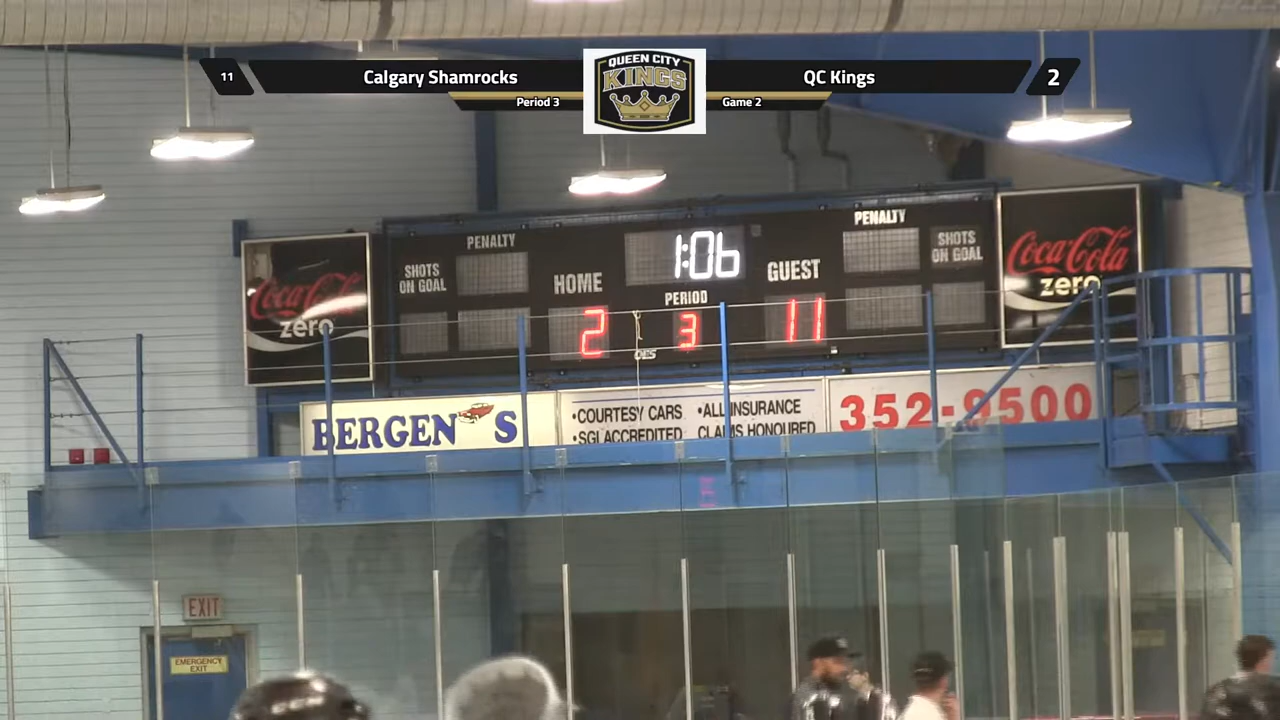 11
Calgary Shamrocks
QUEEN CITY
KINGS
QC Kings
2
Period 3
Game 2
PENALTY
PENALTY
SHOTS
ON GOAL
1:06
SHOTS
ON GOAL
HOME
GUEST
PERIOD
2
3
11
OES
Coca-Cola
zero
Coca-Cola
zero
BERGEN'S
•COURTESY CARS •ALL INSURANCE
•SGI ACCREDITED CLAIMS HONOURED
352-9500
EXIT
EMERGENCY
EXIT